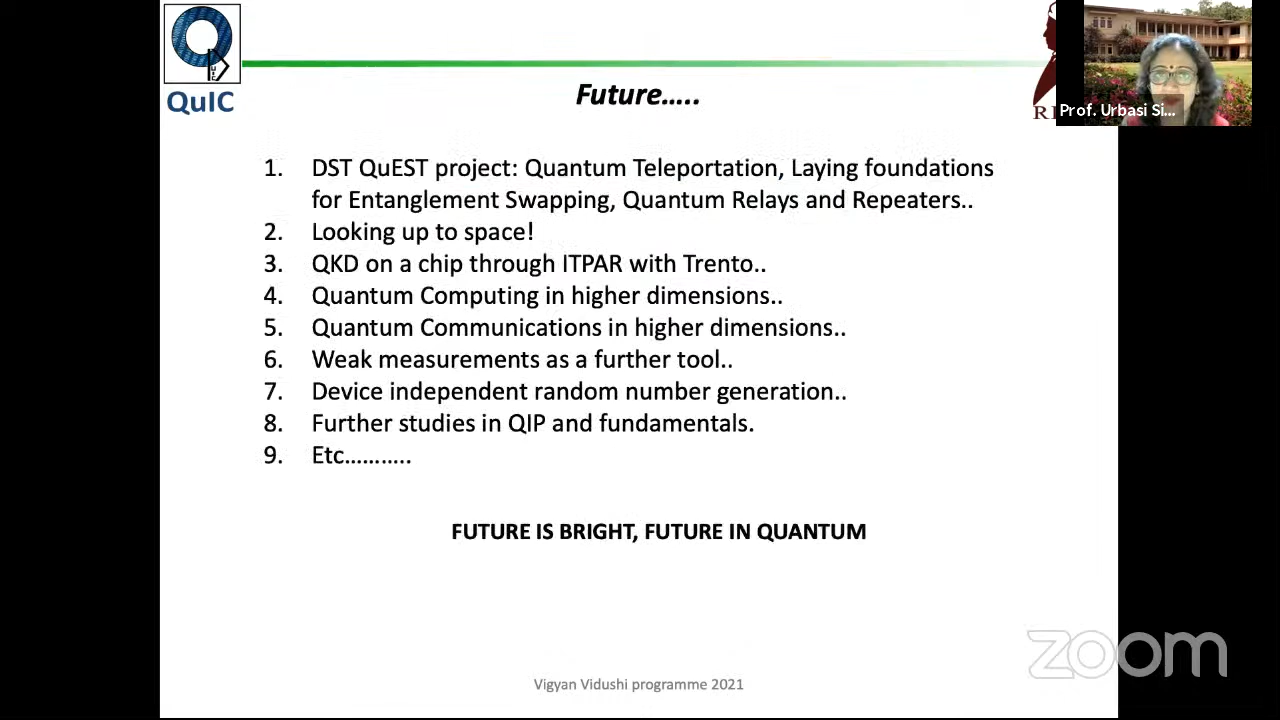 QuIC
Future…..
R
Prof. Urbasi Si...
1. DST QuEST project: Quantum Teleportation, Laying foundations
for Entanglement Swapping, Quantum Relays and Repeaters..
2. Looking up to space!
3. QKD on a chip through ITPAR with Trento..
4. Quantum Computing in higher dimensions..
5. Quantum Communications in higher dimensions..
6. Weak measurements as a further tool..
7. Device independent random number generation..
8. Further studies in QIP and fundamentals.
9. Etc………..
FUTURE IS BRIGHT, FUTURE IN QUANTUM
zoom
Vigyan Vidushi programme 2021